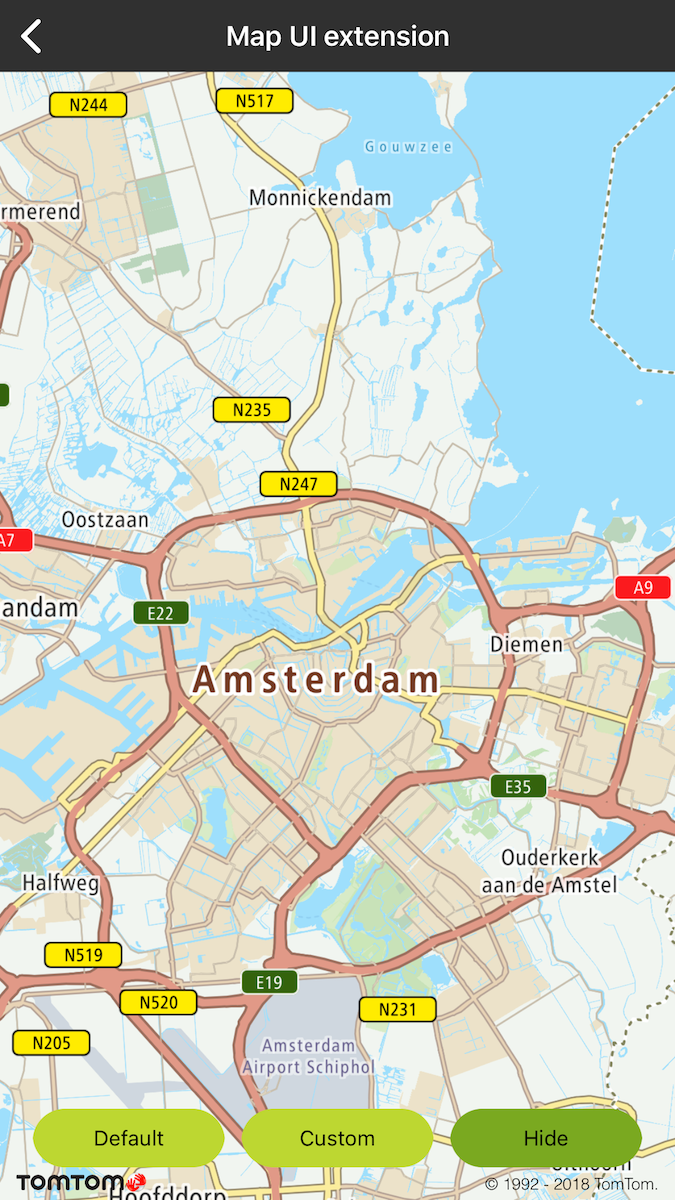 Map UI extension
N244
N517
Gouwzee
Monnickendam
rmerend
N235
N247
Oostzaan
A7
A9
andam
E22
Diemen
Amsterdam
E35
Ouderkerk
aan de Amstel
Halfweg
N519
E19
N520
N231
N205
Amsterdam
Airport Schiphol
Default
Custom
Hide
TOMTOM
© 1992 - 2018 TomTom.